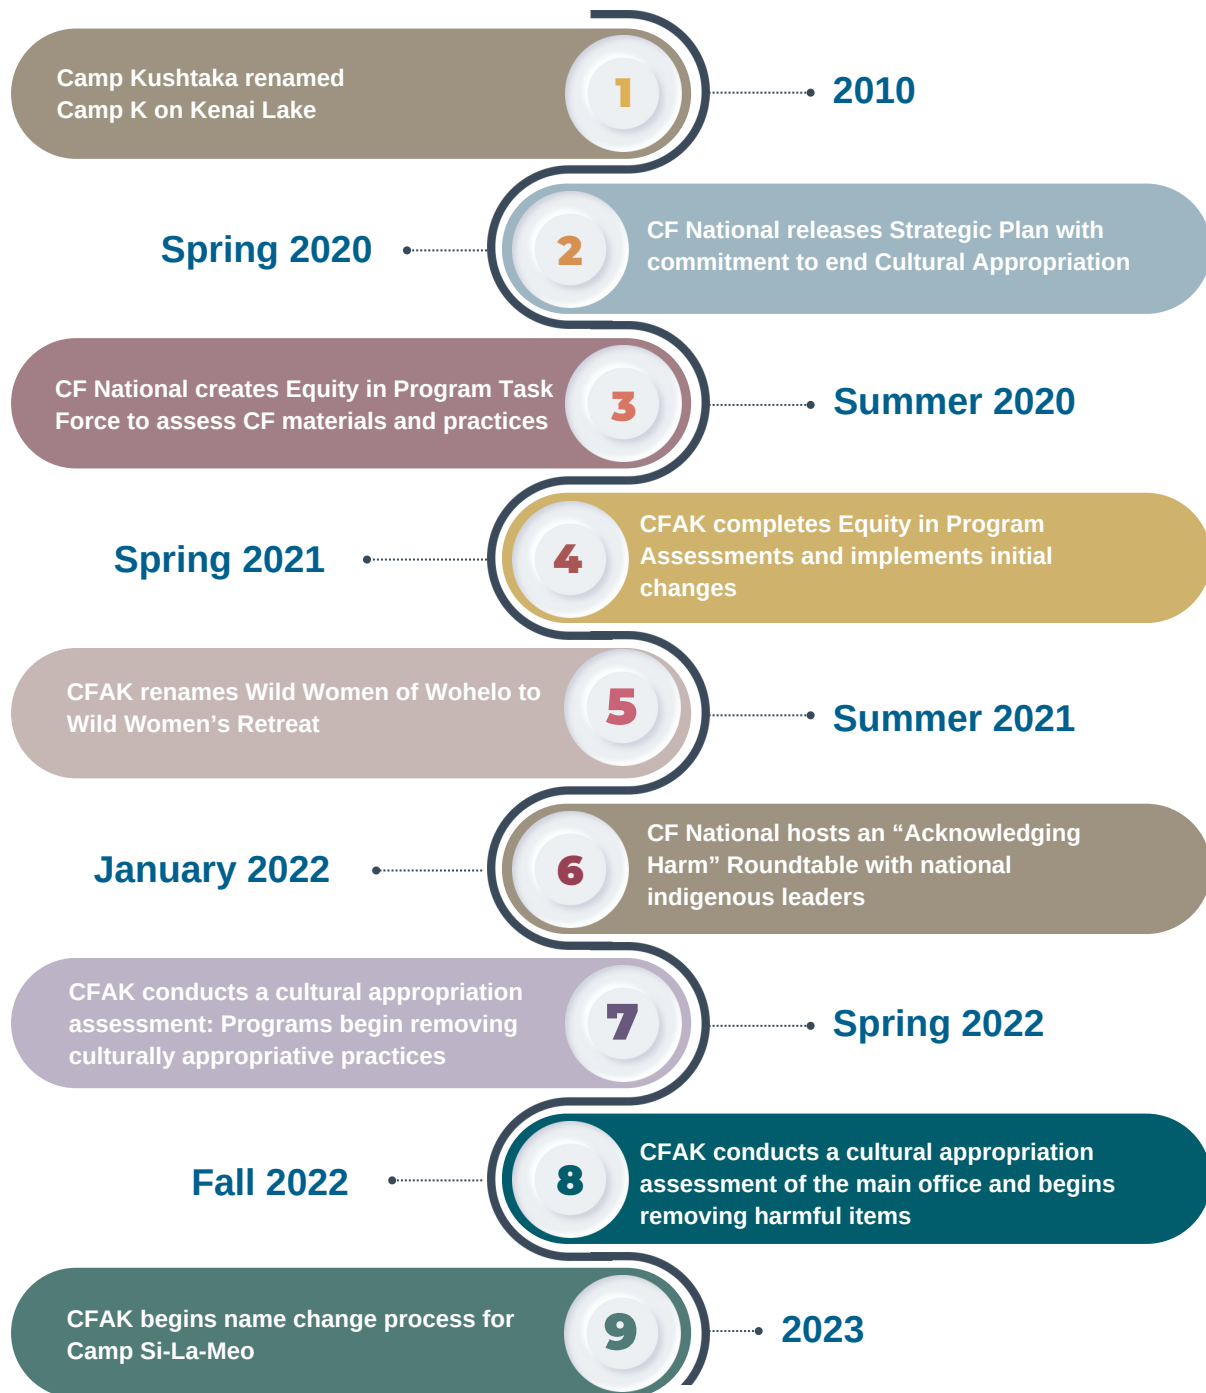 Camp Kushtaka renamed
Camp K on Kenai Lake
1
2010
Spring 2020
2
CF National releases Strategic Plan with
commitment to end Cultural Appropriation
CF National creates Equity in Program Task
Force to assess CF materials and practices
3
Summer 2020
Spring 2021
4
CFAK completes Equity in Program
Assessments and implements initial
changes
CFAK renames Wild Women of Wohelo to
Wild Women’s Retreat
5
Summer 2021
January 2022
6
CF National hosts an “Acknowledging
Harm” Roundtable with national
indigenous leaders
CFAK conducts a cultural appropriation
assessment: Programs begin removing
culturally appropriative practices
7
Spring 2022
Fall 2022
8
CFAK conducts a cultural appropriation
assessment of the main office and begins
removing harmful items
CFAK begins name change process for
Camp Si-La-Meo
9
2023